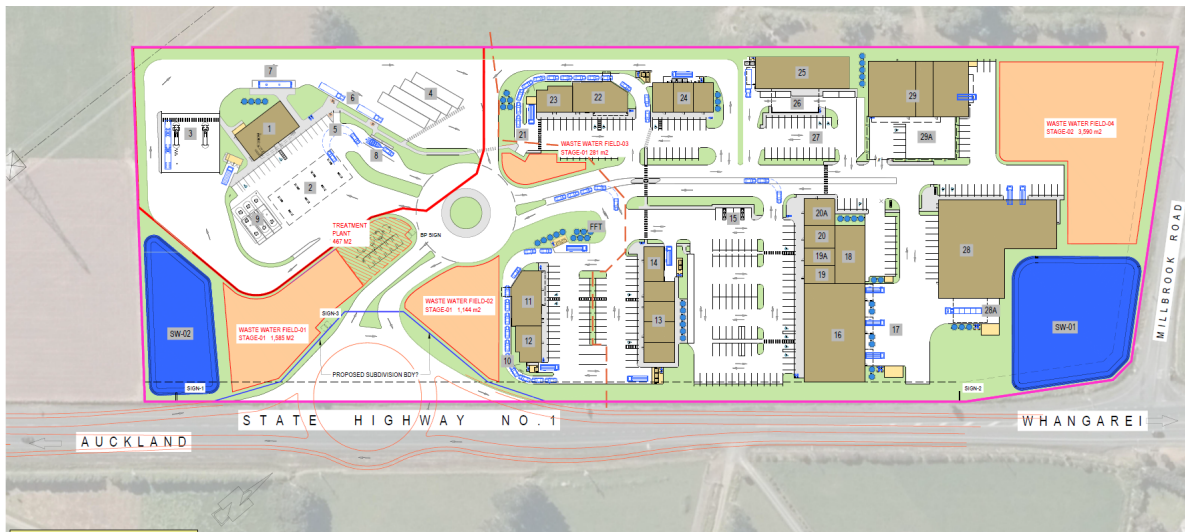 7
6
4
5
3
1
8
2
9
TREATMENT
PLANT
467 M2
BP SIGN
21
23
22
24
WASTE WATER FIELD-03
STAGE-01 281 m2
25
26
27
29
29A
WASTE WATER FIELD-04
STAGE-02 3,590 m2
FFT
15
20A
20
19A
19
18
28
28A
16
17
14
13
11
12
10
SW-02
WASTE WATER FIELD-01
STAGE-01 1,585 M2
WASTE WATER FIELD-02
STAGE-01 1,144 m2
SIGN-3
PROPOSED SUBDIVISION BDY?
SIGN-1
SIGN-2
SW-01
MILLBROOK ROAD
STATE HIGHWAY NO.1
AUCKLAND
WHANGAREI